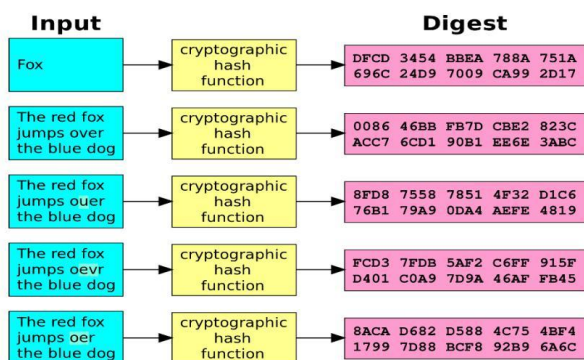 Input
Digest
Fox
cryptographic
hash
function
DFCD 3454 BBEA 788A 751A
696C 24D9 7009 CA99 2D17
The red fox
jumps over
the blue dog
cryptographic
hash
function
0086 46BB FB7D CBE2 823C
ACC7 6CD1 90B1 EE6E 3ABC
The red fox
jumps ouer
the blue dog
cryptographic
hash
function
8FD8 7558 7851 4F32 D1C6
76B1 79A9 0DA4 AEFE 4819
The red fox
jumps oevr
the blue dog
cryptographic
hash
function
FCD3 7FDB 5AF2 C6FF 915F
D401 C0A9 7D9A 46AF FB45
The red fox
jumps oer
the blue dog
cryptographic
hash
function
8ACA D682 D588 4C75 4BF4
1799 7D88 BCF8 92B9 6A6C